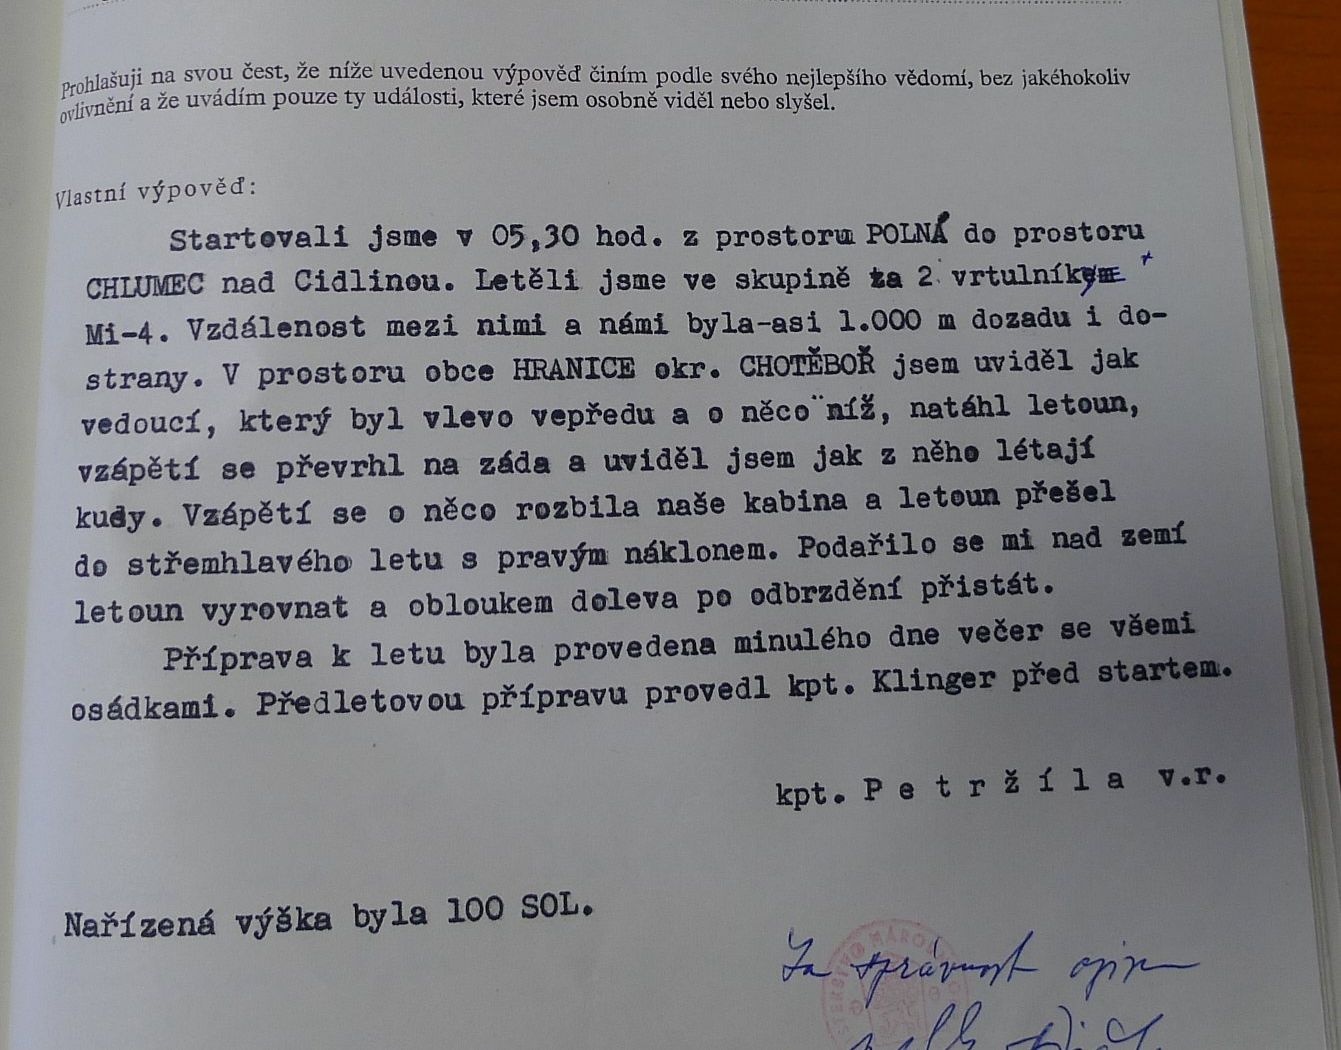 Prohlašuji na svou čest, že níže uvedenou výpověď činím podle svého nejlepšího vědomí, bez jakéhokoliv
ovlivnění a že uvádím pouze ty události, které jsem osobně viděl nebo slyšel.
Vlastní výpověď:
Startovali jsme v 05,30 hod. z prostoru POLNÁ do prostoru
CHLUMEC nad Cidlinou. Letěli jsme ve skupině za 2 vrtulníky
Mi-4. Vzdálenost mezi nimi a námi byla-asi 1.000 m dozadu i do-
strany. V prostoru obce HRANICE okr. CHOTĚBOŘ jsem uviděl jak
vedoucí, který byl vlevo vepředu a o něco níž, natáhl letoun,
vzápětí se převrhl na záda a uviděl jsem jak z něho létají
kudy. Vzápětí se o něco rozbila naše kabina a letoun přešel
do střemhlavého letu s pravým náklonem. Podařilo se mi nad zemí
letoun vyrovnat a obloukem doleva po odbrzdění přistát.
Příprava k letu byla provedena minulého dne večer se všemi
osádkami. Předletovou přípravu provedl kpt. Klinger před startem.
kpt. P e t r ž í l a v.r.
Nařízená výška byla 100 SOL.
Za správnost opisu